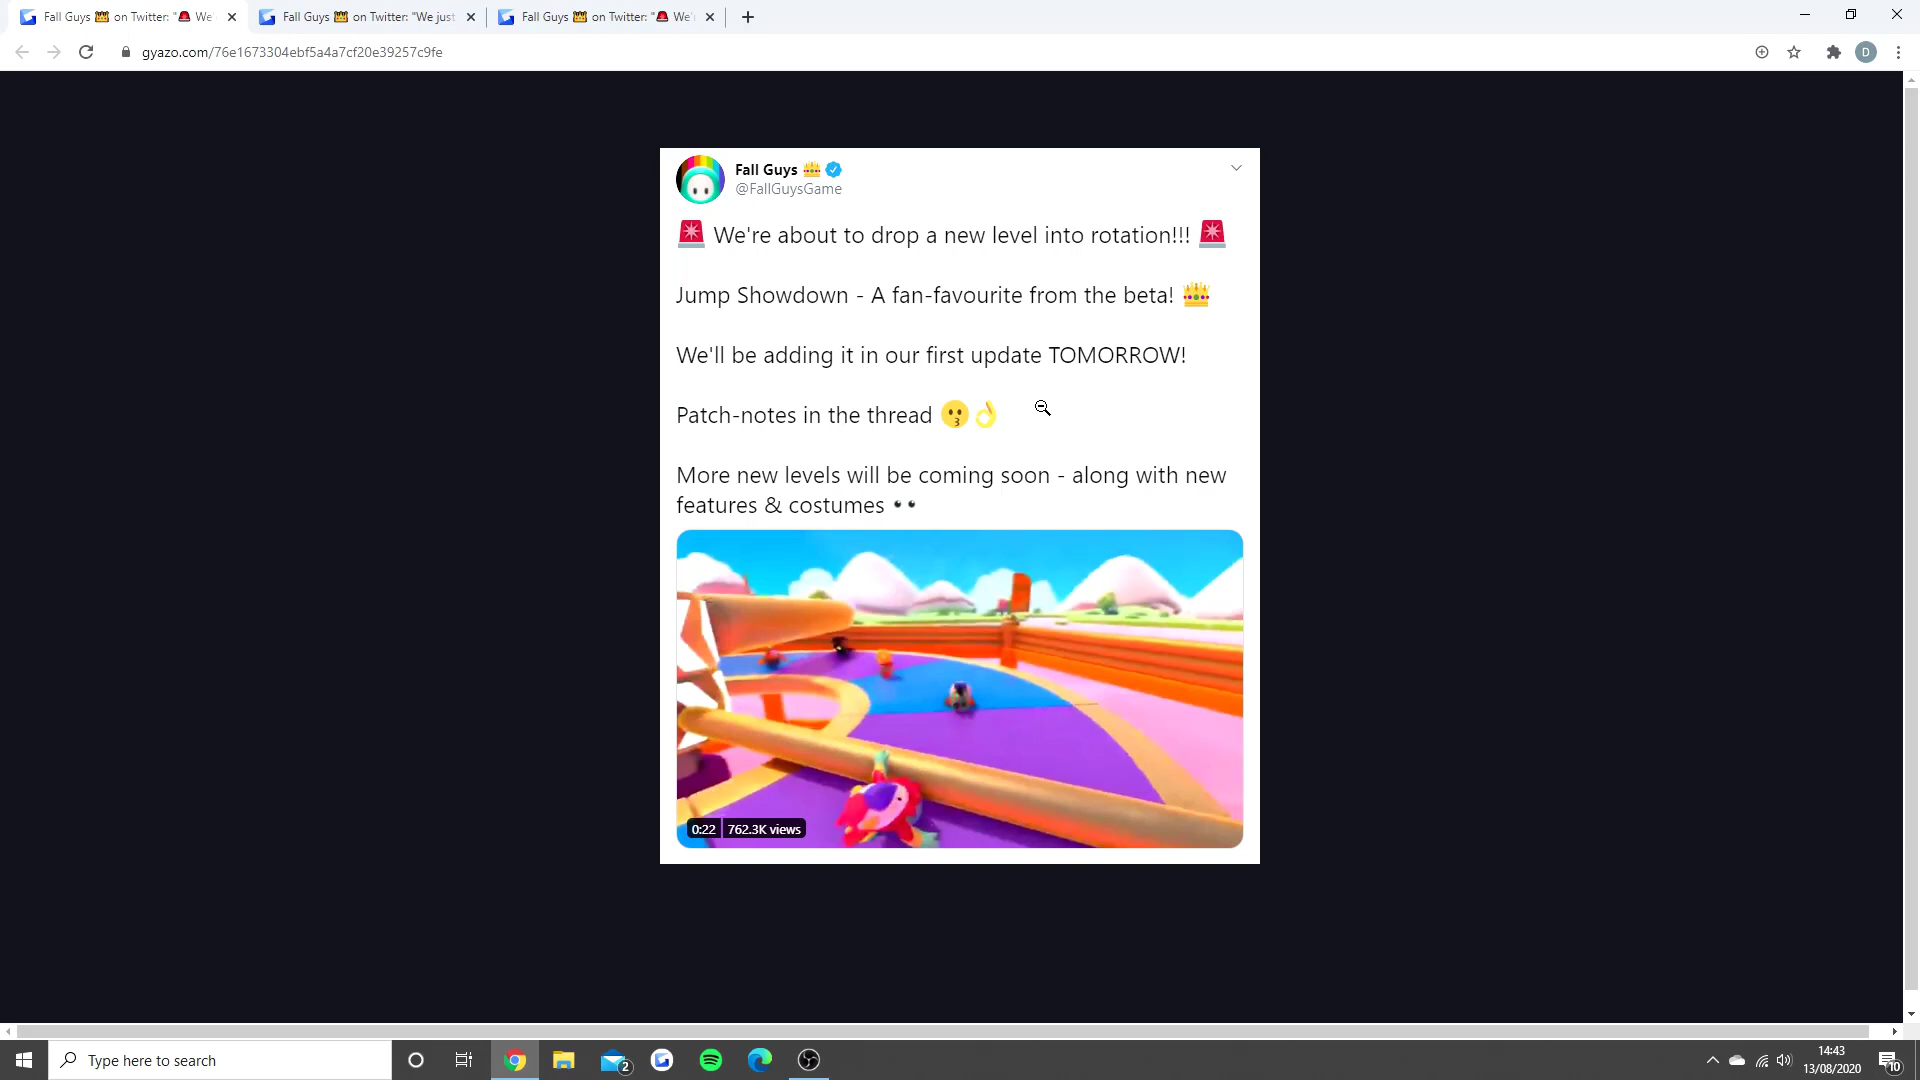 Fall Guys 👑 on Twitter: "🚨 We'
Fall Guys 👑 on Twitter: "We just
Fall Guys 👑 on Twitter: "🚨 We'
gyazo.com/76e1673304ebf5a4a7cf20e39257c9fe
D
Fall Guys 👑
@FallGuysGame
🚨 We're about to drop a new level into rotation!!! 🚨
Jump Showdown - A fan-favourite from the beta! 👑
We'll be adding it in our first update TOMORROW!
Patch-notes in the thread 😗👌
More new levels will be coming soon - along with new
features & costumes 👀
0:22 762.3K views
Type here to search
2
14:43
13/08/2020
10